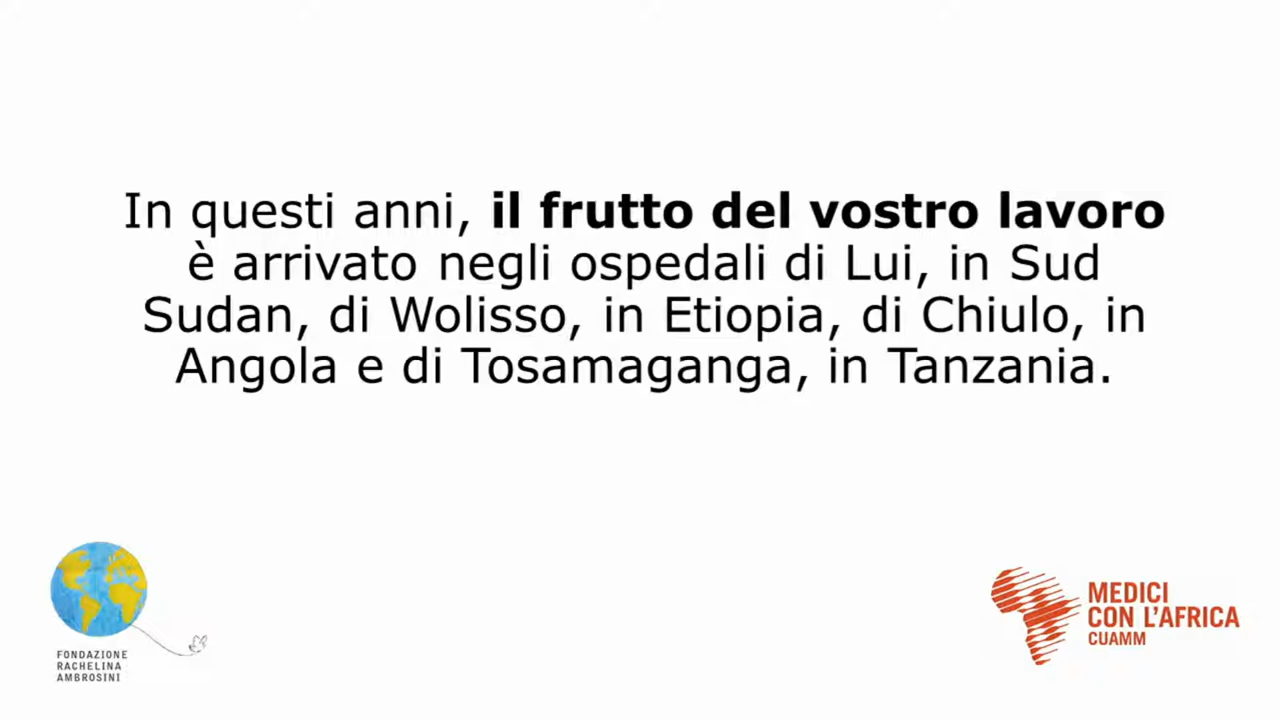 In questi anni, il frutto del vostro lavoro
è arrivato negli ospedali di Lui, in Sud
Sudan, di Wolisso, in Etiopia, di Chiulo, in
Angola e di Tosamaganga, in Tanzania.
FONDAZIONE
RACHELINA
AMBROSINI
MEDICI
CON L'AFRICA
CUAMM